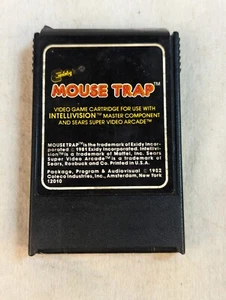 Exidy
MOUSE TRAP™
VIDEO GAME CARTRIDGE FOR USE WITH
INTELLIVISION™ MASTER COMPONENT
AND SEARS SUPER VIDEO ARCADE™
MOUSETRAP™ is the trademark of Exidy Incor-
porated © 1981 Exidy Incorporated. Intellivi-
sion™ is a trademark of Mattel, Inc. Sears
Super Video Arcade™ is a trademark of
Sears, Roebuck and Co. Printed in U.S.A.
Package, Program & Audiovisual © 1982
Coleco Industries, Inc., Amsterdam, New York
12010